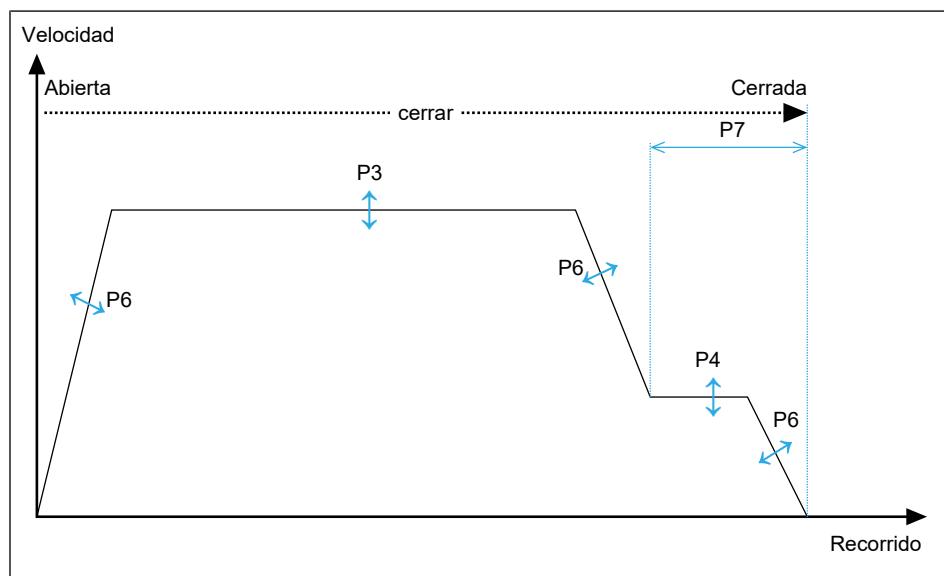 Velocidad
Abierta
Cerrada
cerrar
P7
P3
P6
P6
P4
P6
Recorrido